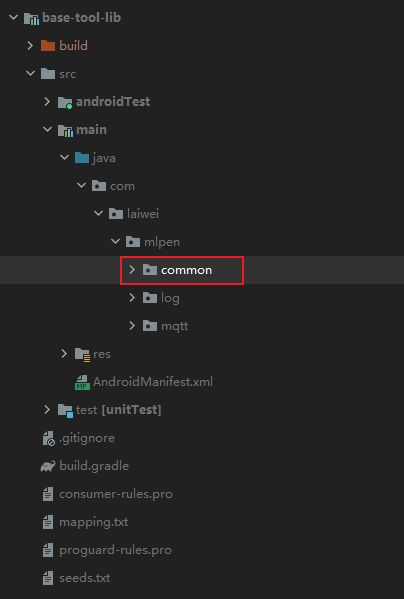 base-tool-lib
build
src
androidTest
main
java
com
laiwei
mlpen
common
log
mqtt
res
MF AndroidManifest.xml
test [unitTest]
.gitignore
build.gradle
consumer-rules.pro
mapping.txt
proguard-rules.pro
seeds.txt